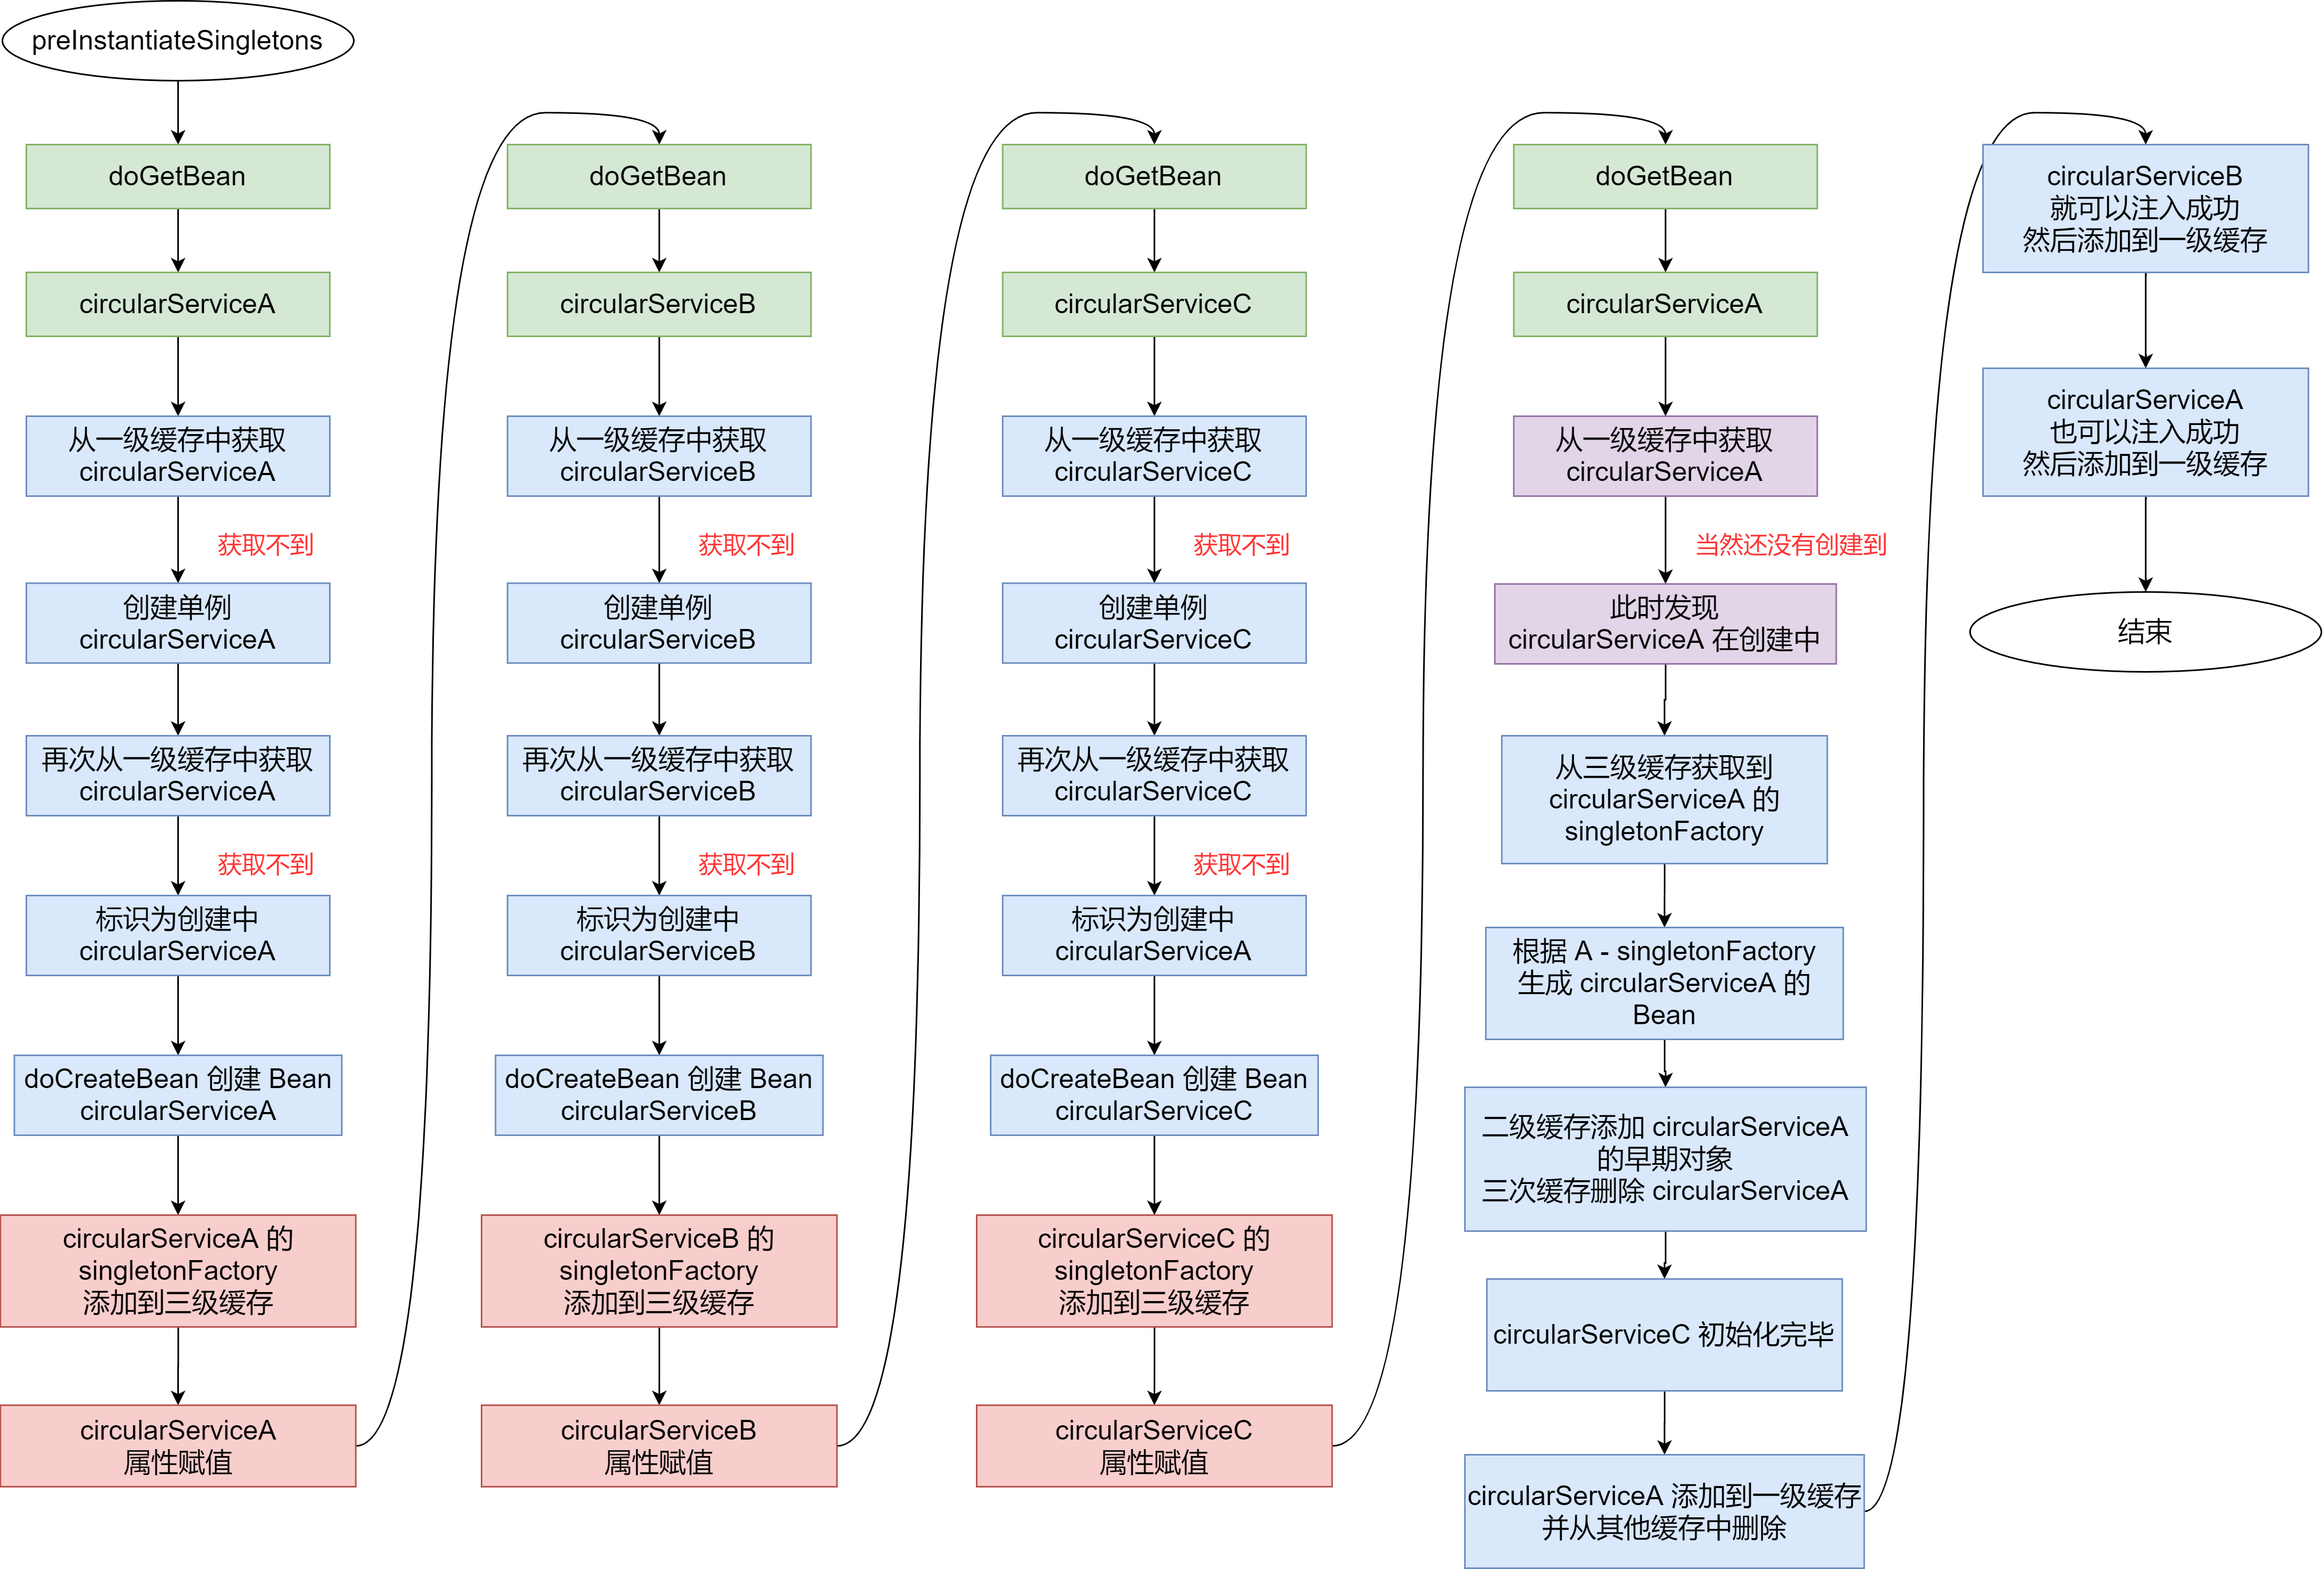 preInstantiateSingletons
doGetBean
circularServiceA
从一级缓存中获取
circularServiceA
获取不到
创建单例
circularServiceA
再次从一级缓存中获取
circularServiceA
获取不到
标识为创建中
circularServiceA
doCreateBean 创建 Bean
circularServiceA
circularServiceA 的
singletonFactory
添加到三级缓存
circularServiceA
属性赋值
doGetBean
circularServiceB
从一级缓存中获取
circularServiceB
获取不到
创建单例
circularServiceB
再次从一级缓存中获取
circularServiceB
获取不到
标识为创建中
circularServiceB
doCreateBean 创建 Bean
circularServiceB
circularServiceB 的
singletonFactory
添加到三级缓存
circularServiceB
属性赋值
doGetBean
circularServiceC
从一级缓存中获取
circularServiceC
获取不到
创建单例
circularServiceC
再次从一级缓存中获取
circularServiceC
获取不到
标识为创建中
circularServiceA
doCreateBean 创建 Bean
circularServiceC
circularServiceC 的
singletonFactory
添加到三级缓存
circularServiceC
属性赋值
doGetBean
circularServiceA
从一级缓存中获取
circularServiceA
当然还没有创建到
此时发现
circularServiceA 在创建中
从三级缓存获取到
circularServiceA 的
singletonFactory
根据 A - singletonFactory
生成 circularServiceA 的
Bean
二级缓存添加 circularServiceA
的早期对象
三次缓存删除 circularServiceA
circularServiceC 初始化完毕
circularServiceA 添加到一级缓存
并从其他缓存中删除
circularServiceB
就可以注入成功
然后添加到一级缓存
circularServiceA
也可以注入成功
然后添加到一级缓存
结束